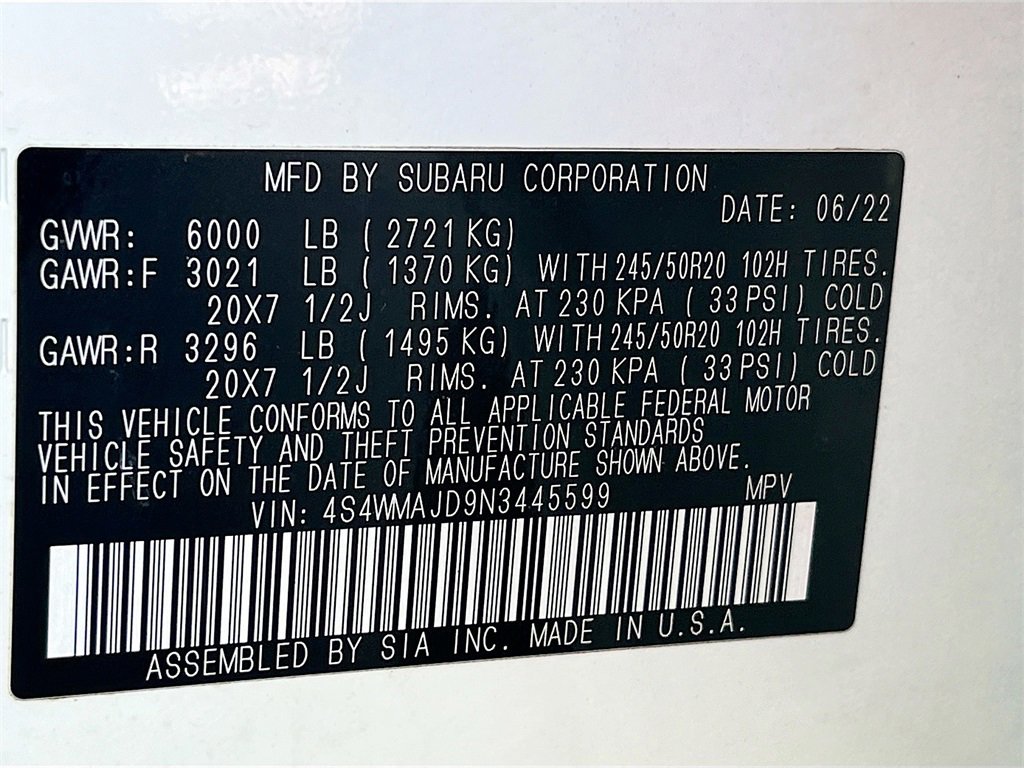 MFD BY SUBARU CORPORATION
DATE: 06/22
GVWR: 6000 LB ( 2721 KG)
GAWR:F 3021 LB ( 1370 KG) WITH 245/50R20 102H TIRES.
20X7 1/2J RIMS. AT 230 KPA ( 33 PSI) COLD
GAWR:R 3296 LB ( 1495 KG) WITH 245/50R20 102H TIRES.
20X7 1/2J RIMS. AT 230 KPA ( 33 PSI) COLD
THIS VEHICLE CONFORMS TO ALL APPLICABLE FEDERAL MOTOR
VEHICLE SAFETY AND THEFT PREVENTION STANDARDS
IN EFFECT ON THE DATE OF MANUFACTURE SHOWN ABOVE.
VIN: 4S4WMAJD9N3445599 MPV
ASSEMBLED BY SIA INC. MADE IN U.S.A.